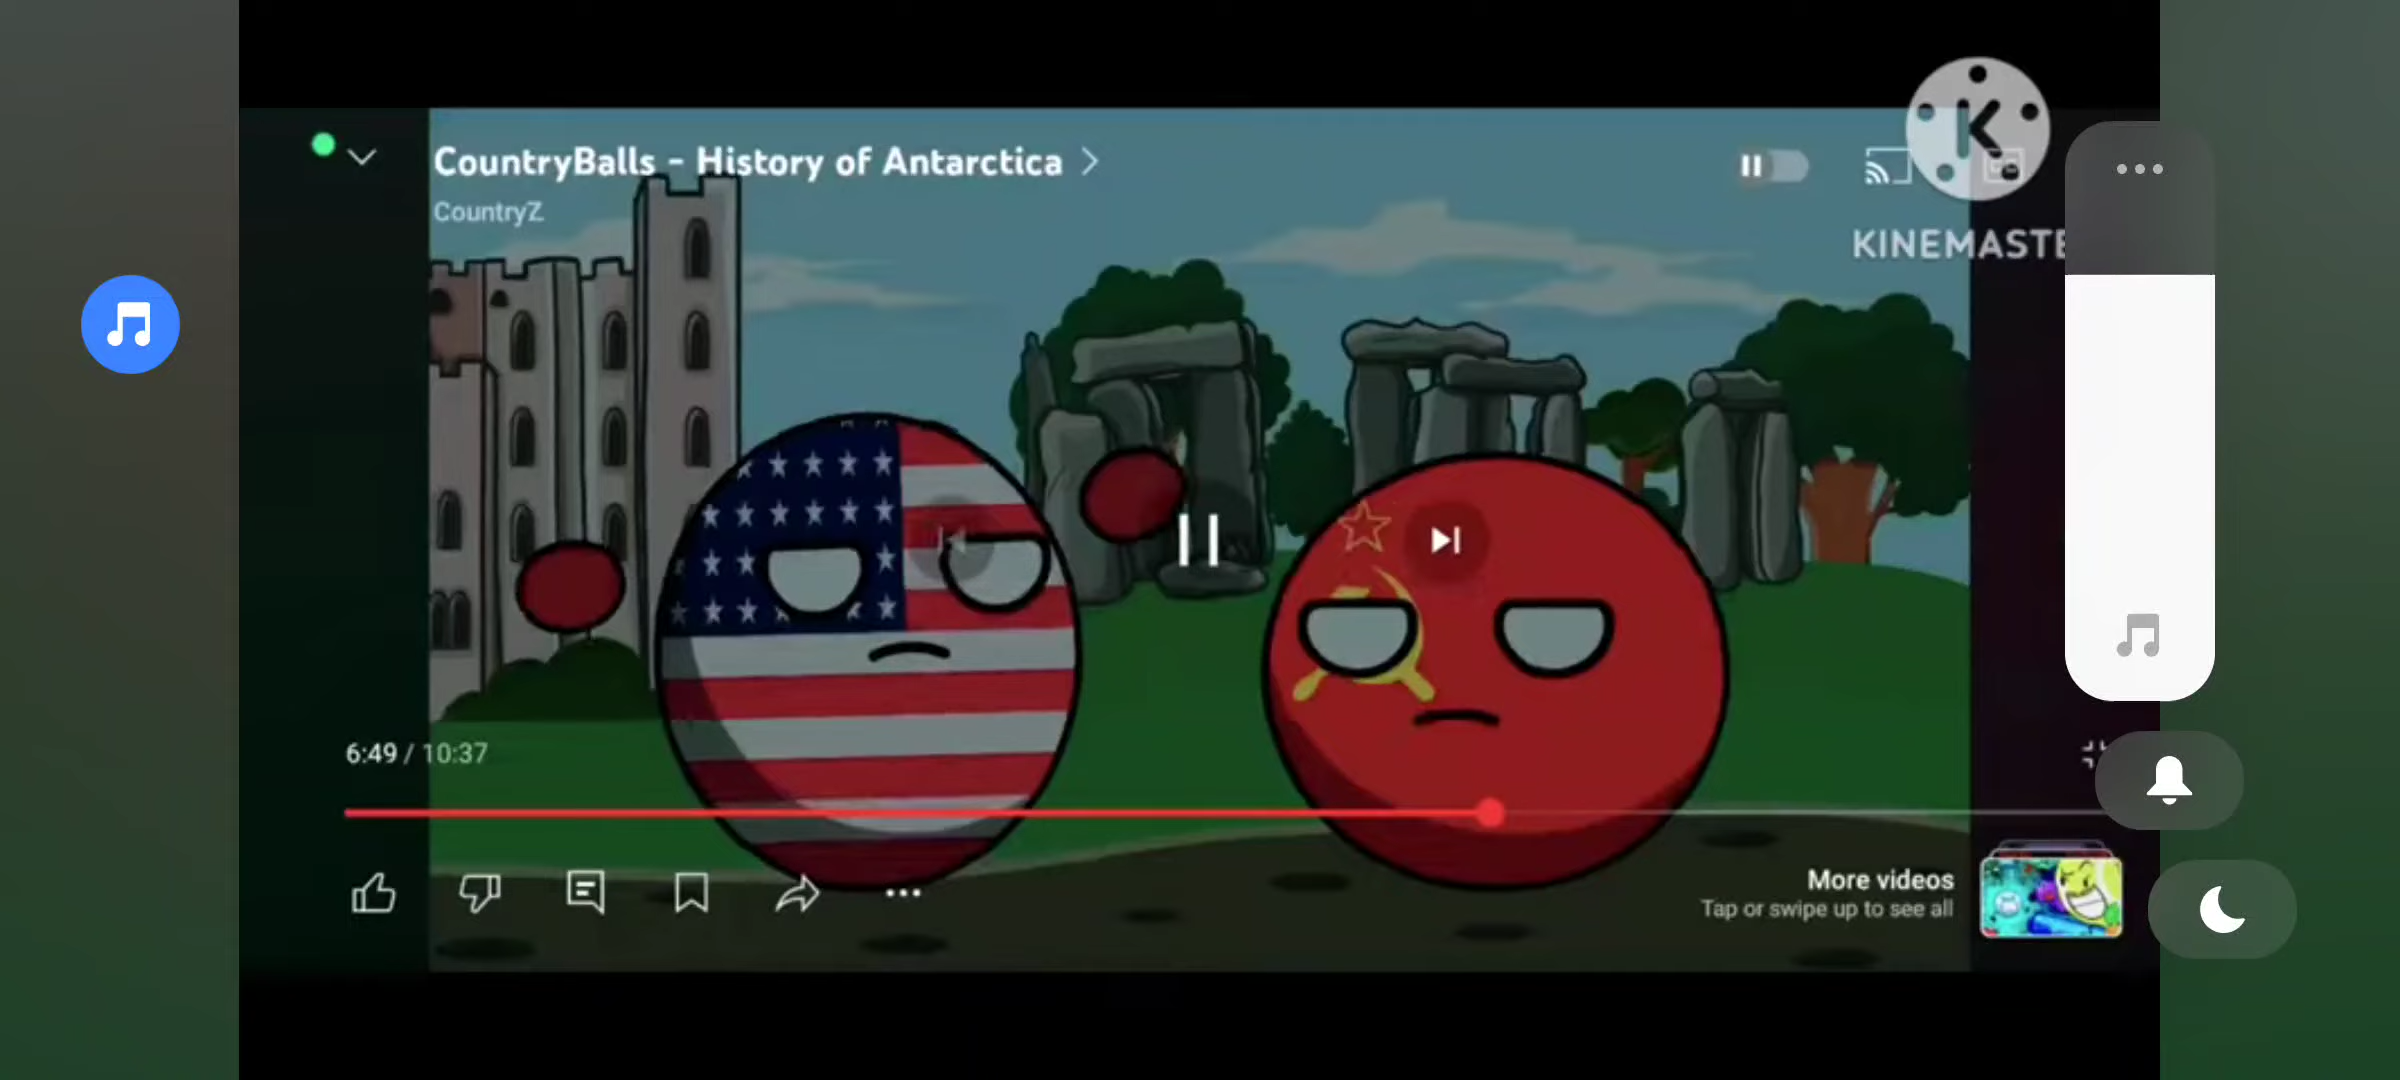 CountryBalls - History of Antarctica
CountryZ
KINEMASTE
6:49 / 10:37
More videos
Tap or swipe up to see all